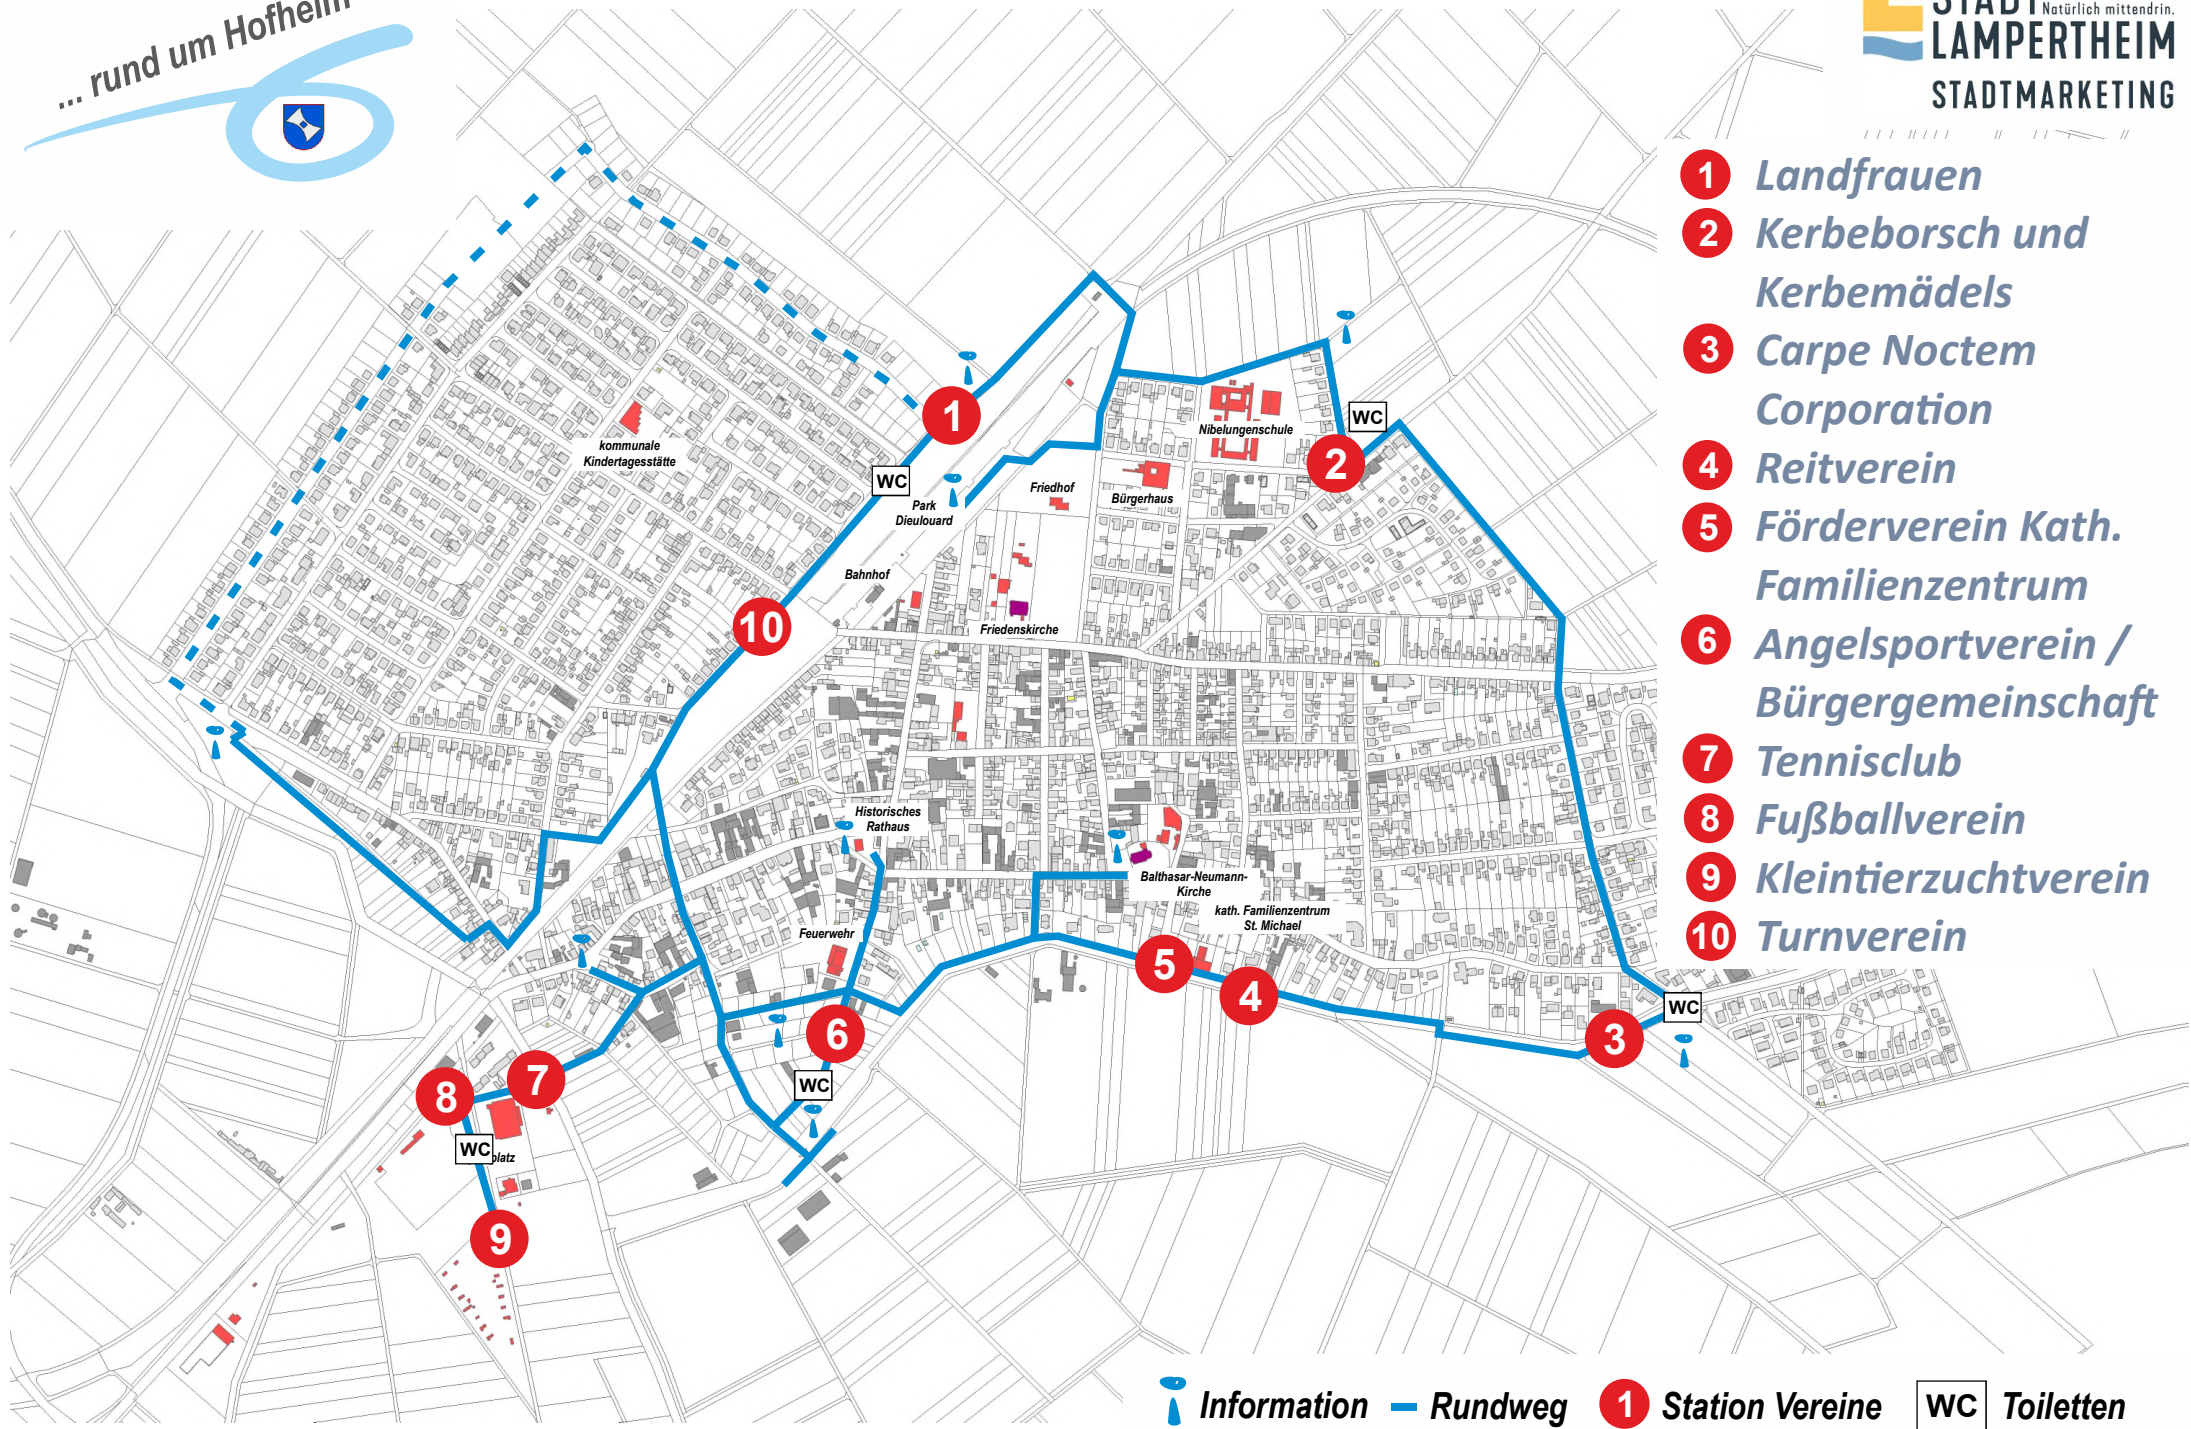 ... rund um Hofheim
STADT
Natürlich mittendrin.
LAMPERTHEIM
STADTMARKETING
1 Landfrauen
2 Kerbeborsch und
Kerbemädels
3 Carpe Noctem
Corporation
4 Reitverein
5 Förderverein Kath.
Familienzentrum
6 Angelsportverein /
Bürgergemeinschaft
7 Tennisclub
8 Fußballverein
9 Kleintierzuchtverein
10 Turnverein
1
WC
Nibelungenschule
kommunale
Kindertagesstätte
2
WC
Park
Dieulouard
Friedhof
Bürgerhaus
Bahnhof
10
Friedenskirche
Historisches
Rathaus
Balthasar-Neumann-
Kirche
kath. Familienzentrum
St. Michael
Feuerwehr
5
4
WC
3
6
WC
7
8
WC
platz
9
Information
Rundweg
1 Station Vereine
WC Toiletten